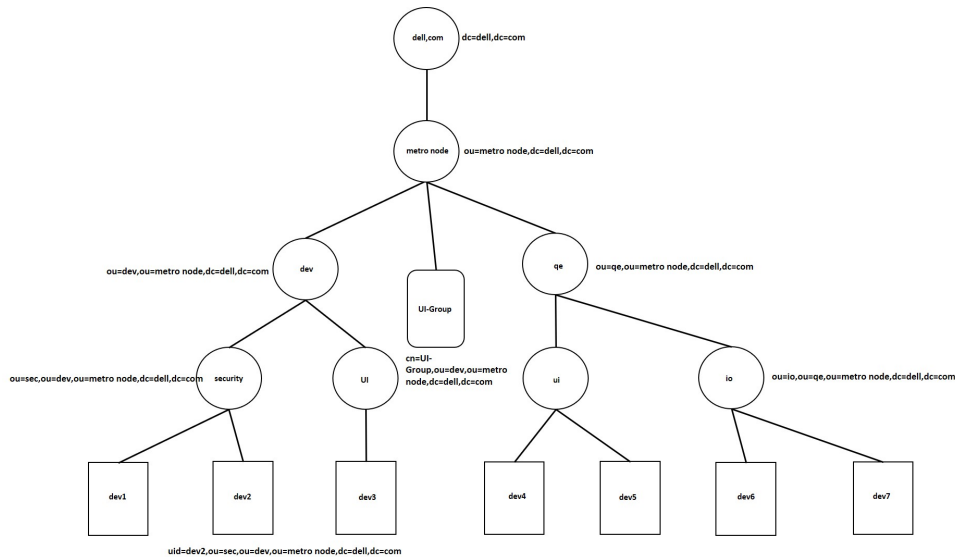 dell,com
dc=dell,dc=com
metro node
ou=metro node,dc=dell,dc=com
ou=dev,ou=metro node,dc=dell,dc=com
dev
qe
ou=qe,ou=metro node,dc=dell,dc=com
UI-Group
cn=UI-
Group,ou=dev,ou=metro
node,dc=dell,dc=com
ou=sec,ou=dev,ou=metro node,dc=dell,dc=com
security
UI
ui
io
ou=io,ou=qe,ou=metro node,dc=dell,dc=com
dev1
dev2
dev3
dev4
dev5
dev6
dev7
uid=dev2,ou=sec,ou=dev,ou=metro node,dc=dell,dc=com